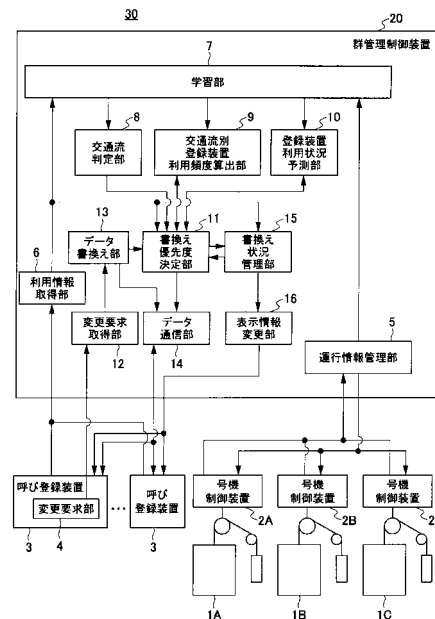 30
20
群管理制御装置
7
学習部
8
交通流
判定部
9
交通流別
登録装置
利用頻度算出部
10
登録装置
利用状況
予測部
13
データ
書換え部
11
書換え
優先度
決定部
15
書換え
状況
管理部
6
利用情報
取得部
変更要求
取得部
12
データ
通信部
14
16
表示情報
変更部
5
運行情報管理部
呼び登録装置
変更要求部
3
4
…
呼び
登録装置
3
号機
制御装置
2A
号機
制御装置
2B
号機
制御装置
2
1A
1B
1C